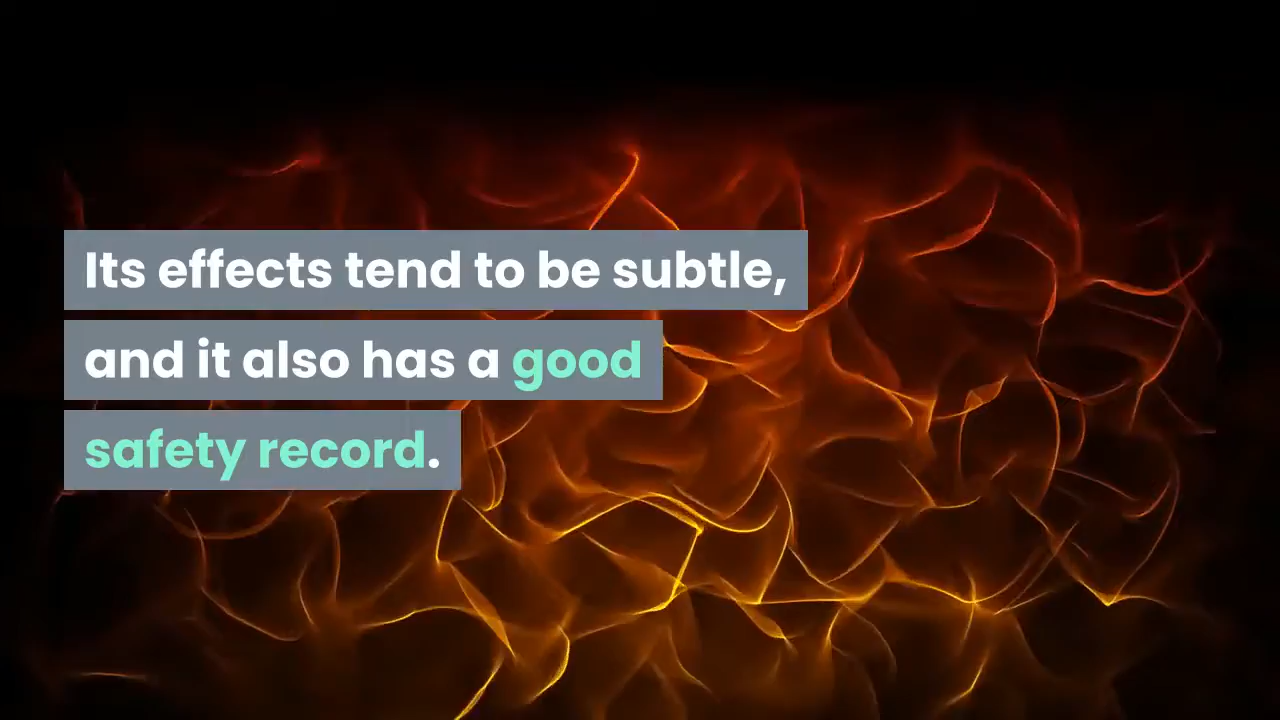 Its effects tend to be subtle,
and it also has a good
safety record.